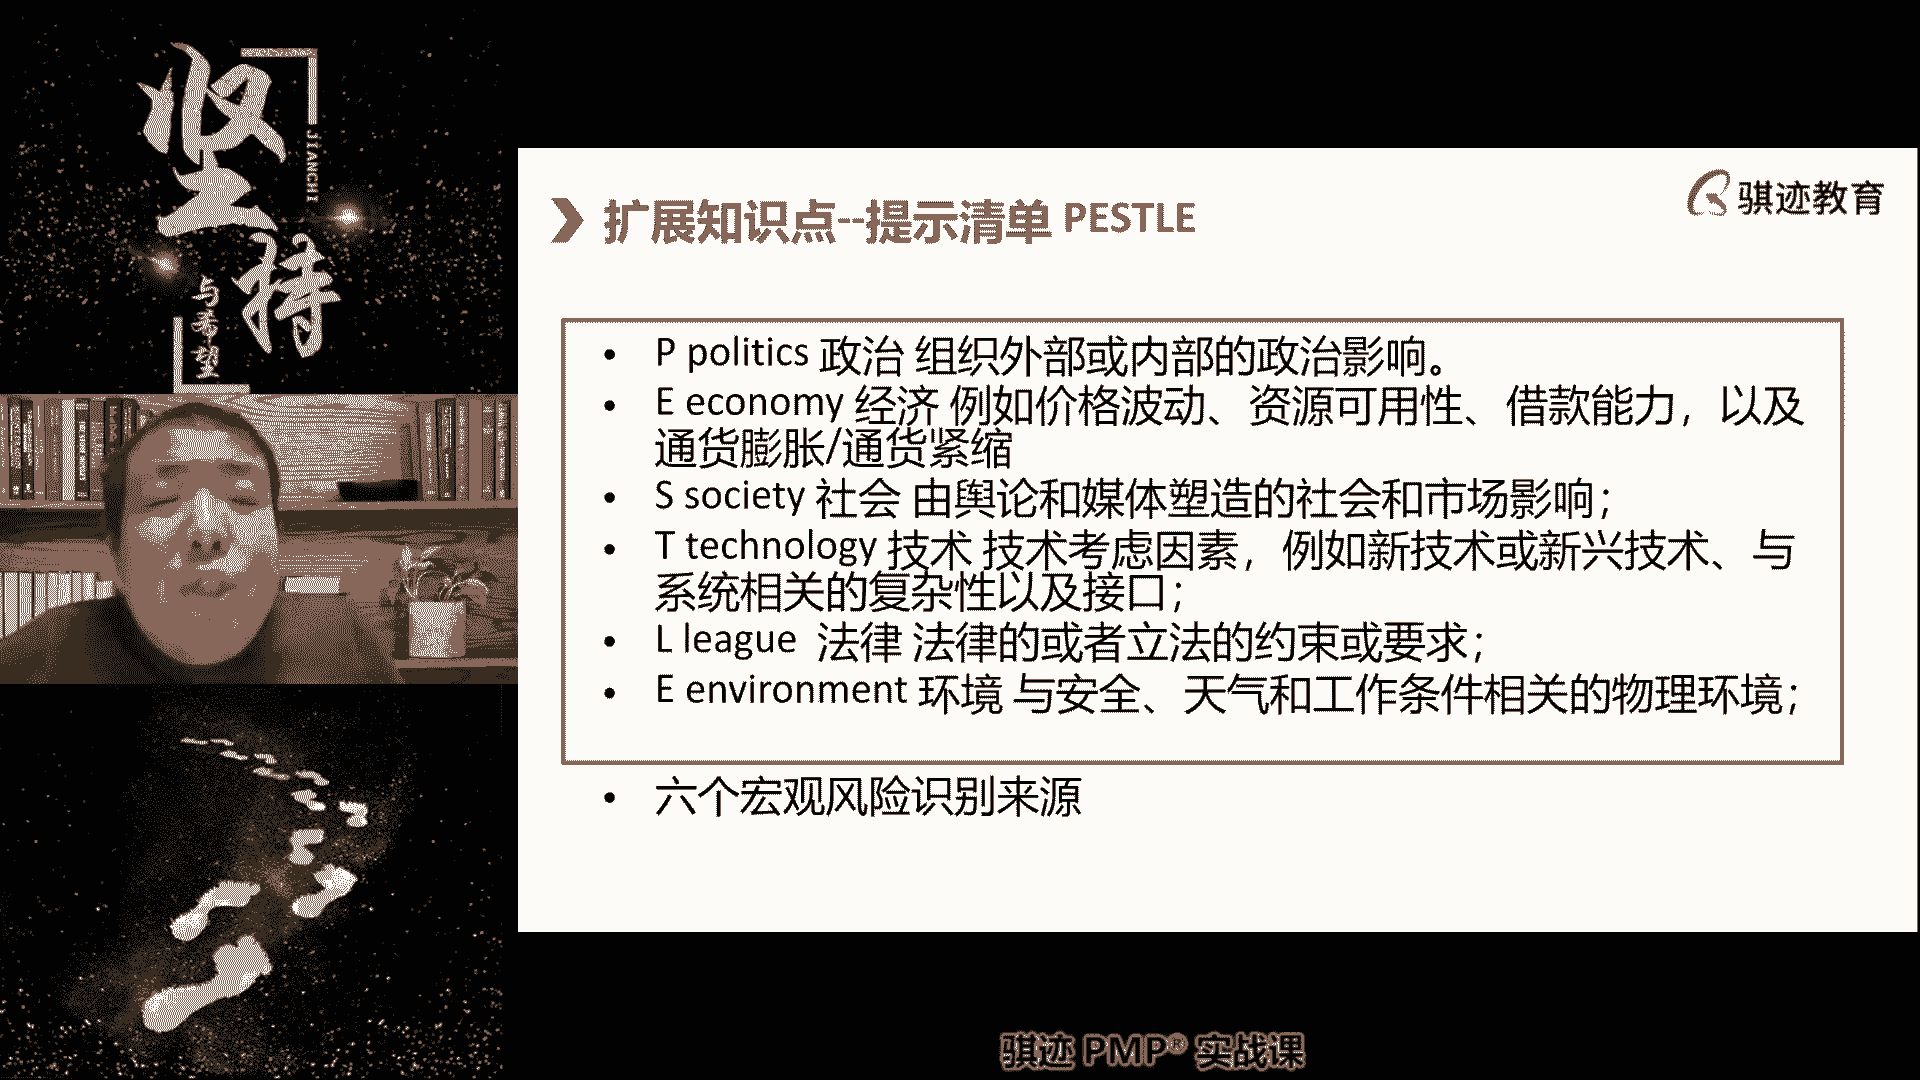 坚持
JIANCHI
与希望
骐迹教育
扩展知识点--提示清单 PESTLE
• P politics 政治 组织外部或内部的政治影响。
• E economy 经济 例如价格波动、资源可用性、借款能力，以及
通货膨胀/通货紧缩
• S society 社会 由舆论和媒体塑造的社会和市场影响；
• T technology 技术 技术考虑因素，例如新技术或新兴技术、与
系统相关的复杂性以及接口；
• L league 法律 法律的或者立法的约束或要求；
• E environment 环境 与安全、天气和工作条件相关的物理环境；
• 六个宏观风险识别来源
骐迹 PMP® 实战课